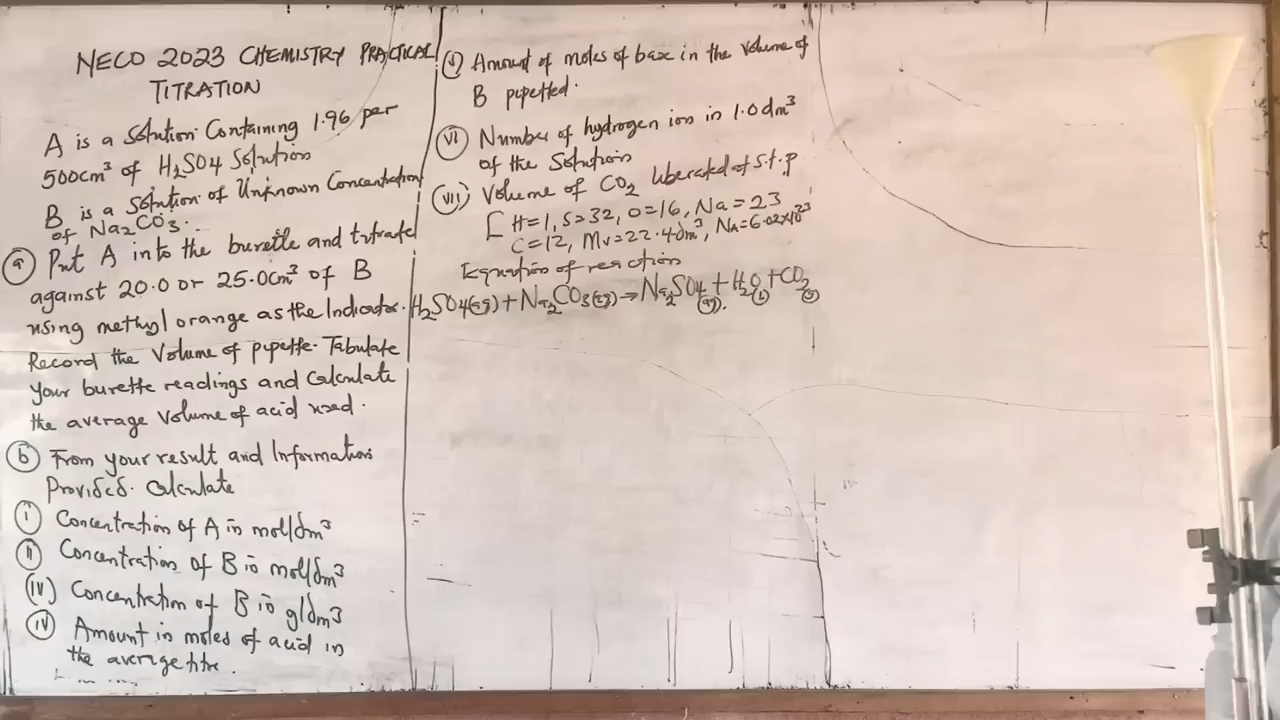 NECO 2023 CHEMISTRY PRACTICAL
TITRATION
A is a Solution Containing 1.96 per
500cm³ of H₂SO4 Solution
B is a Solution of Unknown Concentration
of Na₂CO₃.
(a) Put A into the burette and titrate
against 20.0 or 25.0cm³ of B
using methyl orange as the Indicator.
Record the Volume of pipette. Tabulate
Your burette readings and Calculate
the average Volume of acid used.
(b) From your result and Informations
Provided. Calculate
(i) Concentration of A in mol/dm³
(ii) Concentration of B in mol/dm³
(iv) Concentration of B in g/dm³
(iv) Amount in moles of acid in
the average titre.
(v) Amount of moles of base in the volume of
B pipetted.
(vi) Number of hydrogen ion in 1.0dm³
of the Solution
(vii) Volume of CO₂ liberated at s.t.p
[H=1, S=32, O=16, Na=23
C=12, Mv=22.4dm³, NA=6.02x10²³
Equation of reaction
H₂SO4(aq) + Na₂CO3(aq) → Na₂SO4(aq) + H₂O(l) + CO₂(g)